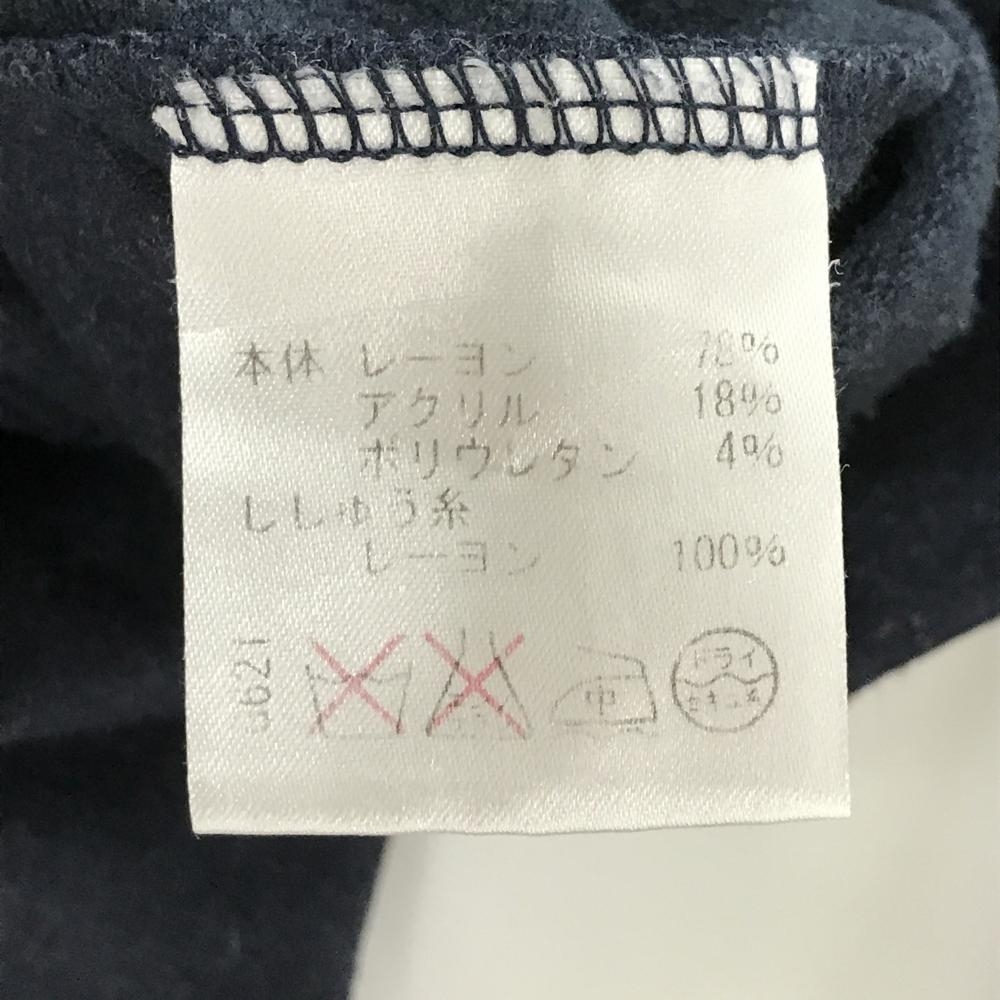 本体 レーヨン 78%
アクリル 18%
ポリウレタン 4%
ししゅう糸
レーヨン 100%
中
ドライ
セキユ系